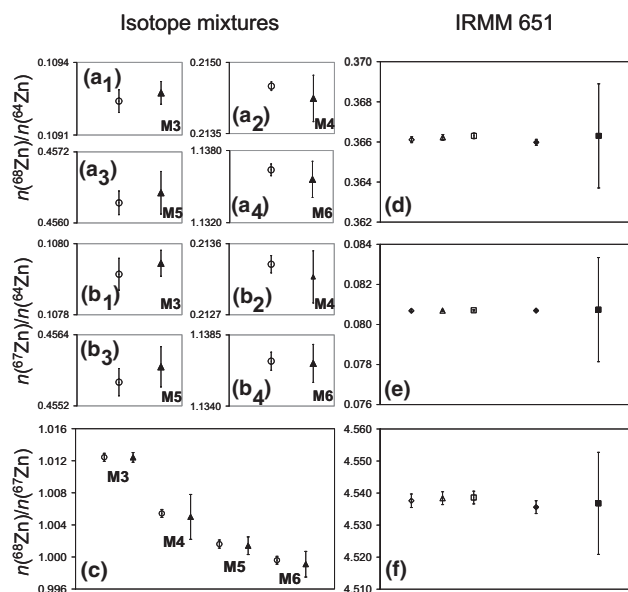 Isotope mixtures
IRMM 651
n(68Zn)/n(64Zn)
0.1094
0.1091
(a1)
M3
0.2150
0.2135
(a2)
M4
0.4572
0.4560
(a3)
M5
1.1380
1.1320
(a4)
M6
0.370
0.368
0.366
0.364
0.362
(d)
n(67Zn)/n(64Zn)
0.1080
0.1078
(b1)
M3
0.2136
0.2127
(b2)
M4
0.4564
0.4552
(b3)
M5
1.1385
1.1340
(b4)
M6
0.084
0.082
0.080
0.078
0.076
(e)
n(68Zn)/n(67Zn)
1.016
1.012
1.008
1.004
1.000
0.996
M3
M4
M5
M6
(c)
4.560
4.550
4.540
4.530
4.520
4.510
(f)